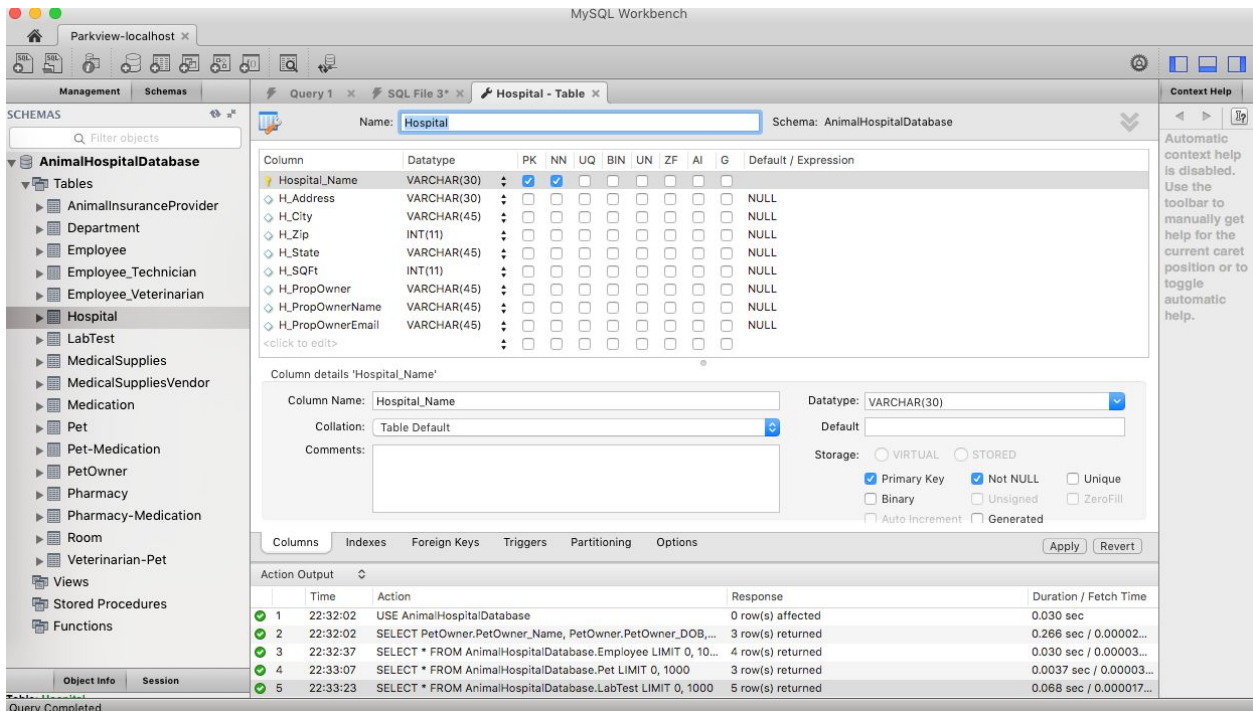 MySQL Workbench
Parkview-localhost ×
Management Schemas
SCHEMAS
Filter objects
AnimalHospitalDatabase
Tables
AnimalInsuranceProvider
Department
Employee
Employee_Technician
Employee_Veterinarian
Hospital
LabTest
MedicalSupplies
MedicalSuppliesVendor
Medication
Pet
Pet-Medication
PetOwner
Pharmacy
Pharmacy-Medication
Room
Veterinarian-Pet
Views
Stored Procedures
Functions
Object Info Session
Query 1 × SQL File 3* × Hospital - Table ×
Name: Hospital Schema: AnimalHospitalDatabase
Column Datatype PK NN UQ BIN UN ZF AI G Default / Expression
Hospital_Name VARCHAR(30)
H_Address VARCHAR(30) NULL
H_City VARCHAR(45) NULL
H_Zip INT(11) NULL
H_State VARCHAR(45) NULL
H_SQFt INT(11) NULL
H_PropOwner VARCHAR(45) NULL
H_PropOwnerName VARCHAR(45) NULL
H_PropOwnerEmail VARCHAR(45) NULL
<click to edit>
Column details 'Hospital_Name'
Column Name: Hospital_Name Datatype: VARCHAR(30)
Collation: Table Default Default
Comments: Storage: VIRTUAL STORED
Primary Key Not NULL Unique
Binary Unsigned ZeroFill
Auto Increment Generated
Columns Indexes Foreign Keys Triggers Partitioning Options Apply Revert
Action Output
Time Action Response Duration / Fetch Time
1 22:32:02 USE AnimalHospitalDatabase 0 row(s) affected 0.030 sec
2 22:32:02 SELECT PetOwner.PetOwner_Name, PetOwner.PetOwner_DOB,... 3 row(s) returned 0.266 sec / 0.00002...
3 22:32:37 SELECT * FROM AnimalHospitalDatabase.Employee LIMIT 0, 10... 4 row(s) returned 0.030 sec / 0.00003...
4 22:33:07 SELECT * FROM AnimalHospitalDatabase.Pet LIMIT 0, 1000 3 row(s) returned 0.0037 sec / 0.00003...
5 22:33:23 SELECT * FROM AnimalHospitalDatabase.LabTest LIMIT 0, 1000 5 row(s) returned 0.068 sec / 0.000017...
Context Help
Automatic
context help
is disabled.
Use the
toolbar to
manually get
help for the
current caret
position or to
toggle
automatic
help.
Query Completed